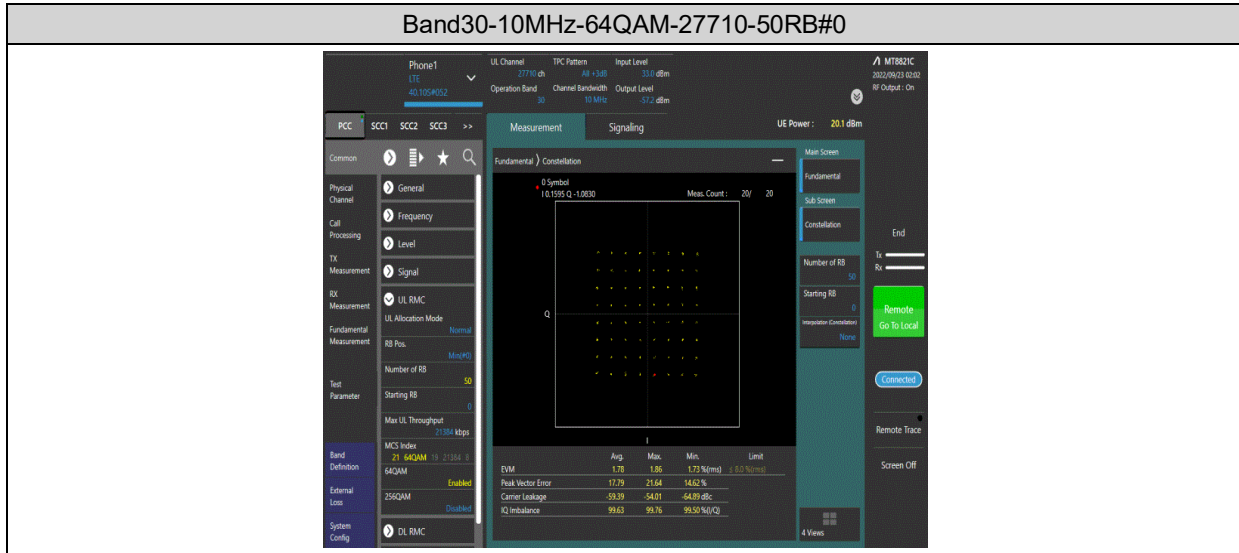 Band30-10MHz-64QAM-27710-50RB#0
Phone1
LTE
40.10S#052
UL Channel
27710 ch
TPC Pattern
All +3dB
Input Level
33.0 dBm
Operation Band
30
Channel Bandwidth
10 MHz
Output Level
-57.2 dBm
MT8821C
2022/09/23 02:02
RF Output : On
PCC SCC1 SCC2 SCC3 >>
Measurement Signaling
UE Power : 20.1 dBm
Common
Physical
Channel
Call
Processing
TX
Measurement
RX
Measurement
Fundamental
Measurement
Test
Parameter
Band
Definition
External
Loss
System
Config
General
Frequency
Level
Signal
UL RMC
UL Allocation Mode
Normal
RB Pos.
Min(#0)
Number of RB
50
Starting RB
0
Max UL Throughput
21384 kbps
MCS Index
21 64QAM 19 21384 8
64QAM
Enabled
256QAM
Disabled
DL RMC
Fundamental ) Constellation
0 Symbol
I 0.1595 Q -1.0830
Meas. Count : 20/ 20
Q
I
Avg. Max. Min. Limit
EVM 1.78 1.86 1.73 %(rms) ≤ 8.0 %(rms)
Peak Vector Error 17.79 21.64 14.62 %
Carrier Leakage -59.39 -54.01 -64.89 dBc
IQ Imbalance 99.63 99.76 99.50 %(I/Q)
Main Screen
Fundamental
Sub Screen
Constellation
Number of RB
50
Starting RB
0
Interpolation (Constellation)
None
4 Views
End
Tx
Rx
Remote
Go To Local
Connected
Remote Trace
Screen Off